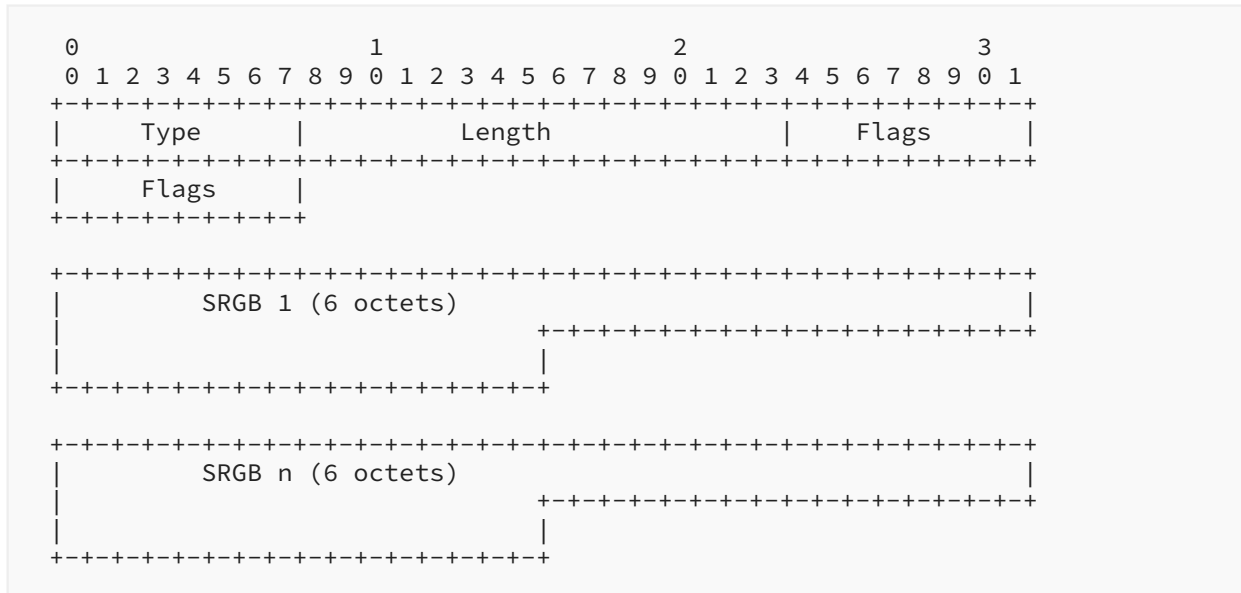 0                   1                   2                   3
 0 1 2 3 4 5 6 7 8 9 0 1 2 3 4 5 6 7 8 9 0 1 2 3 4 5 6 7 8 9 0 1
+-+-+-+-+-+-+-+-+-+-+-+-+-+-+-+-+-+-+-+-+-+-+-+-+-+-+-+-+-+-+-+-+
|     Type      |          Length               |    Flags      |
+-+-+-+-+-+-+-+-+-+-+-+-+-+-+-+-+-+-+-+-+-+-+-+-+-+-+-+-+-+-+-+-+
|     Flags     |
+-+-+-+-+-+-+-+-+

+-+-+-+-+-+-+-+-+-+-+-+-+-+-+-+-+-+-+-+-+-+-+-+-+-+-+-+-+-+-+-+-+
|         SRGB 1 (6 octets)                                     |
|                               +-+-+-+-+-+-+-+-+-+-+-+-+-+-+-+-+
|                               |
+-+-+-+-+-+-+-+-+-+-+-+-+-+-+-+-+

+-+-+-+-+-+-+-+-+-+-+-+-+-+-+-+-+-+-+-+-+-+-+-+-+-+-+-+-+-+-+-+-+
|         SRGB n (6 octets)                                     |
|                               +-+-+-+-+-+-+-+-+-+-+-+-+-+-+-+-+
|                               |
+-+-+-+-+-+-+-+-+-+-+-+-+-+-+-+-+